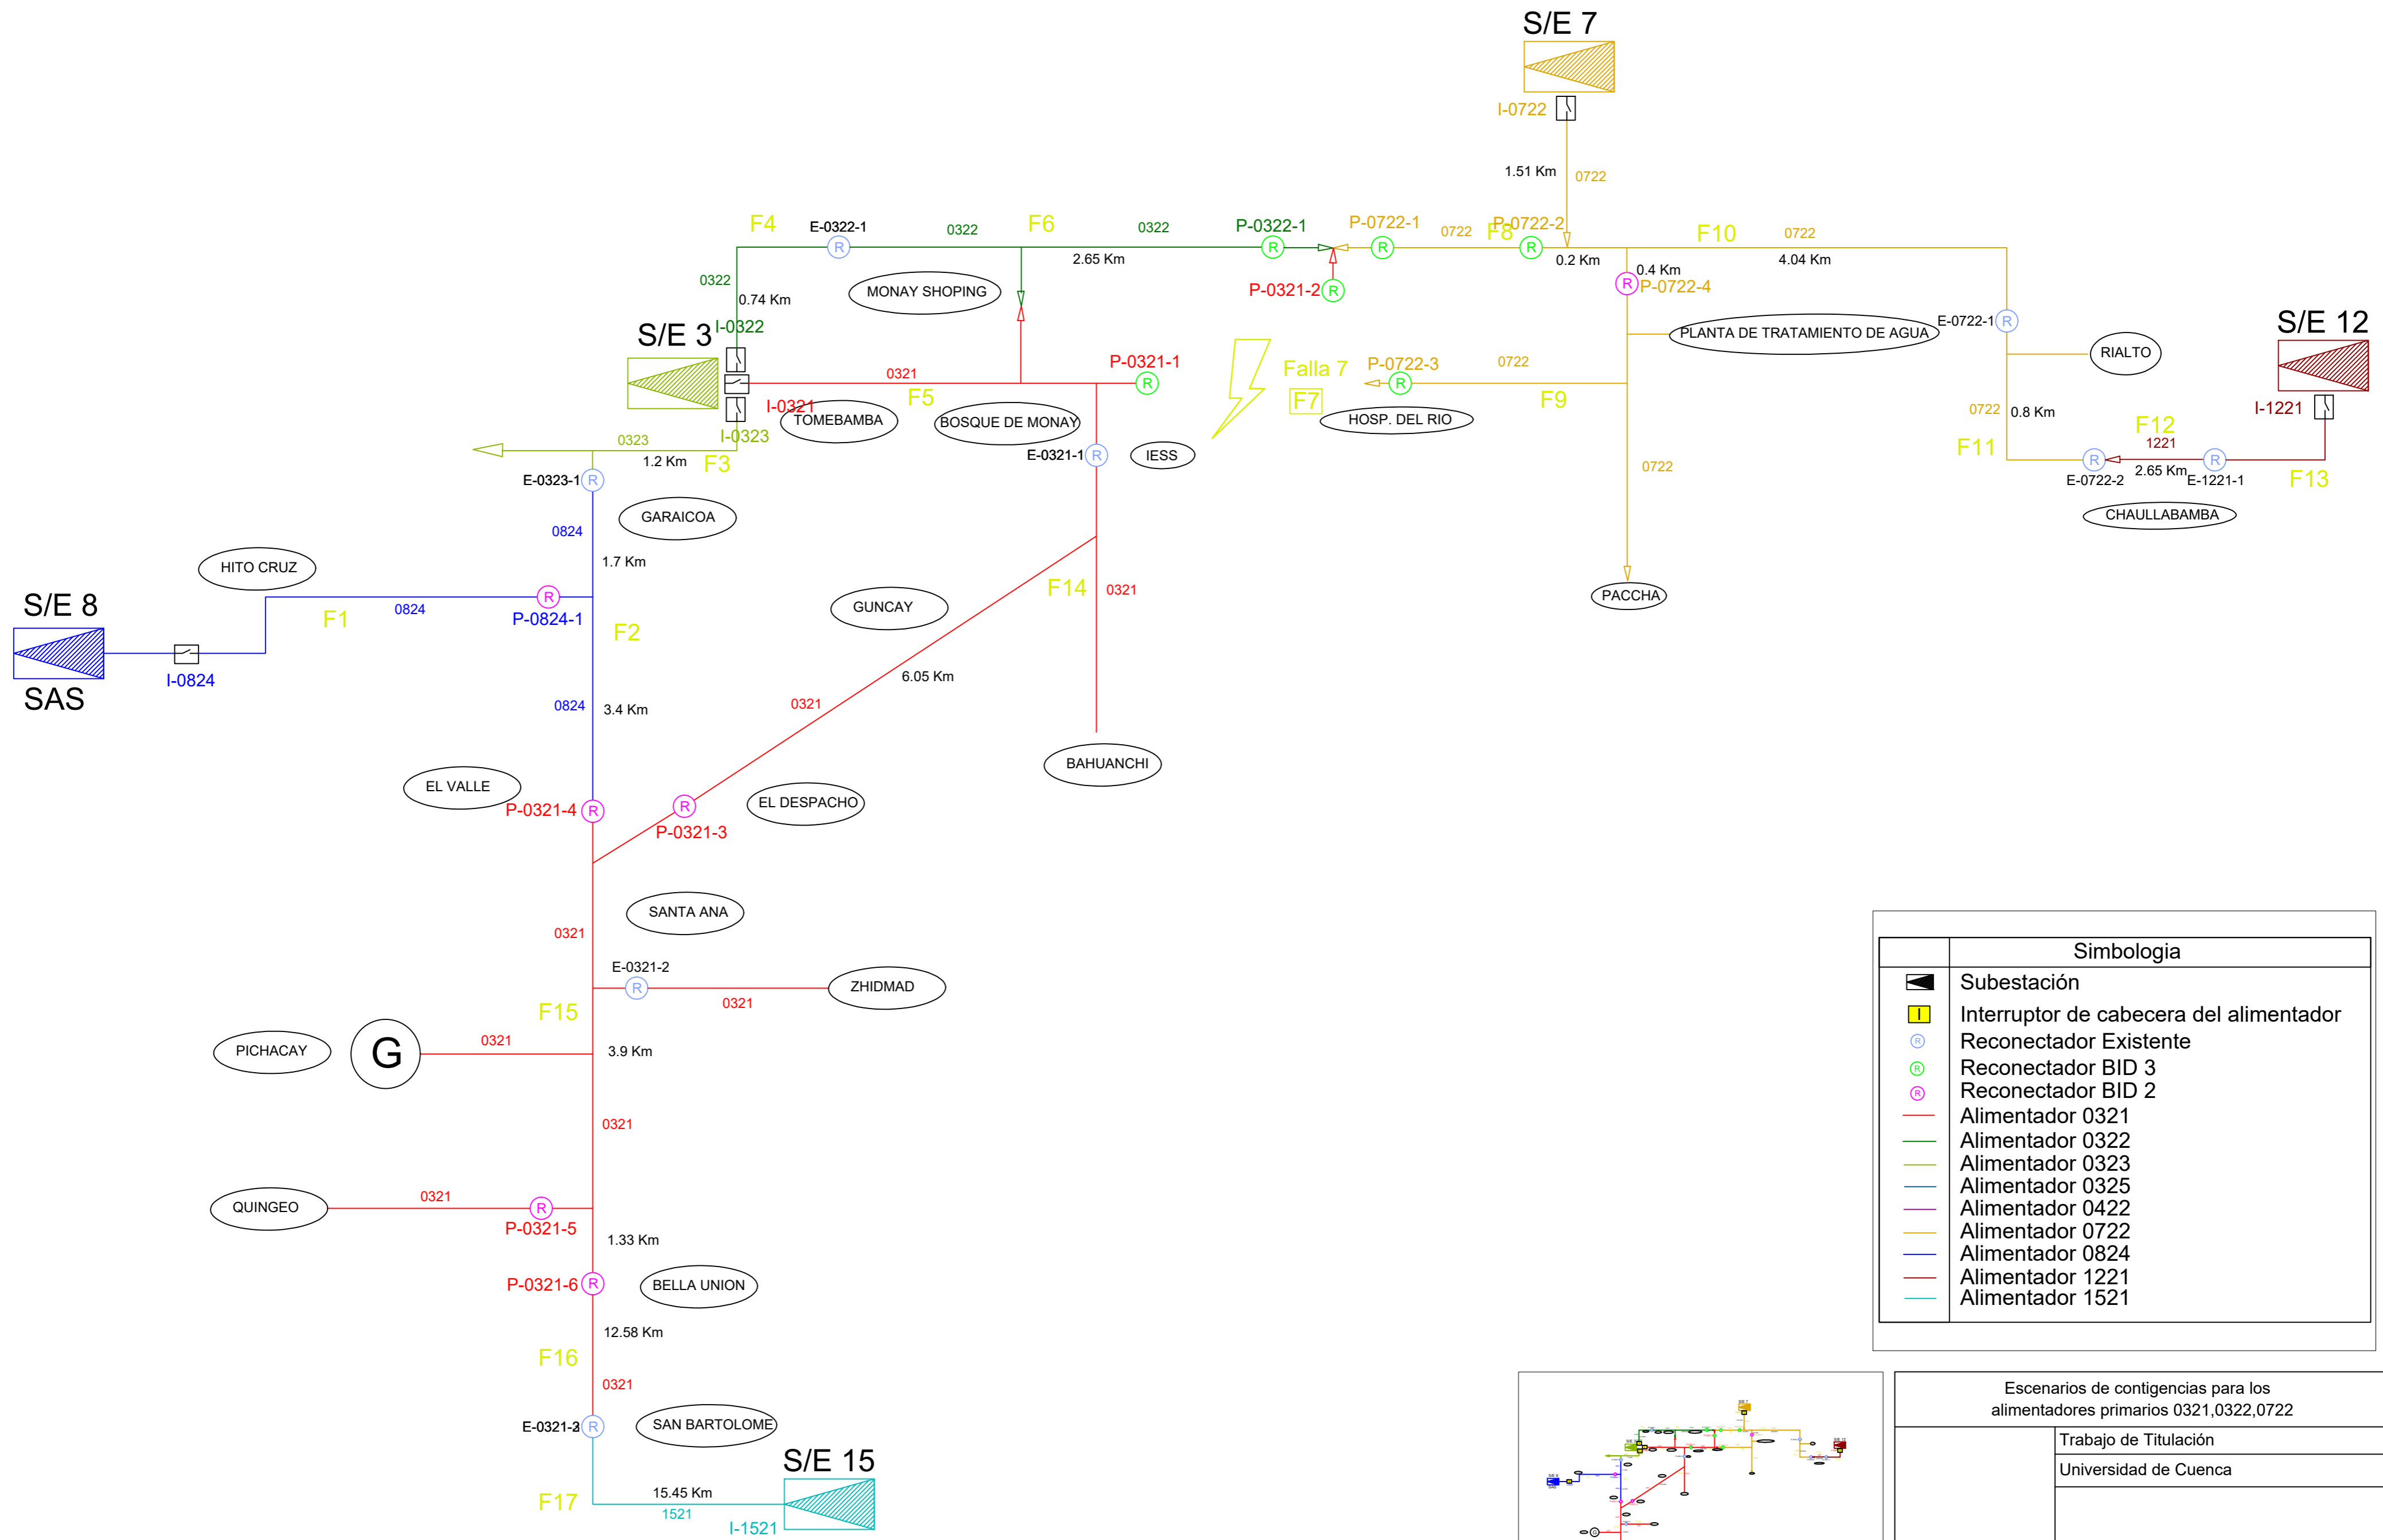 S/E 7
I-0722
1.51 Km
0722
F4
E-0322-1
0322
F6
0322
P-0322-1
P-0722-1
0722
F8
P-0722-2
F10
0722
2.65 Km
0.2 Km
0.4 Km
4.04 Km
0322
0.74 Km
MONAY SHOPING
P-0321-2
P-0722-4
S/E 3
I-0322
PLANTA DE TRATAMIENTO DE AGUA
E-0722-1
S/E 12
RIALTO
0321
F5
P-0321-1
Falla 7
F7
P-0722-3
0722
F9
I-0321
I-0323
TOMEBAMBA
BOSQUE DE MONAY
HOSP. DEL RIO
0722
0.8 Km
I-1221
0323
1.2 Km
F3
E-0321-1
IESS
0722
F11
F12
1221
2.65 Km
E-0722-2
E-1221-1
F13
E-0323-1
GARAICOA
CHAULLABAMBA
0824
1.7 Km
HITO CRUZ
S/E 8
F1
0824
P-0824-1
F2
GUNCAY
F14
0321
PACCHA
I-0824
SAS
0824
3.4 Km
0321
6.05 Km
BAHUANCHI
EL VALLE
P-0321-4
EL DESPACHO
P-0321-3
SANTA ANA
0321
E-0321-2
ZHIDMAD
0321
F15
PICHACAY
G
0321
3.9 Km
0321
QUINGEO
0321
P-0321-5
1.33 Km
P-0321-6
BELLA UNION
12.58 Km
F16
0321
SAN BARTOLOME
S/E 15
F17
15.45 Km
1521
I-1521
Simbologia
Subestación
I Interruptor de cabecera del alimentador
R Reconectador Existente
R Reconectador BID 3
R Reconectador BID 2
Alimentador 0321
Alimentador 0322
Alimentador 0323
Alimentador 0325
Alimentador 0422
Alimentador 0722
Alimentador 0824
Alimentador 1221
Alimentador 1521
Escenarios de contigencias para los
alimentadores primarios 0321,0322,0722
Trabajo de Titulación
Universidad de Cuenca